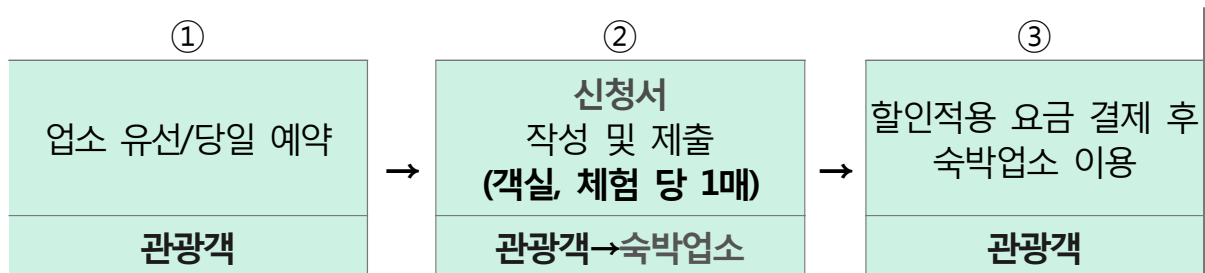 ①
업소 유선/당일 예약
관광객
→
②
신청서
작성 및 제출
(객실, 체험 당 1매)
관광객→숙박업소
→
③
할인적용 요금 결제 후
숙박업소 이용
관광객